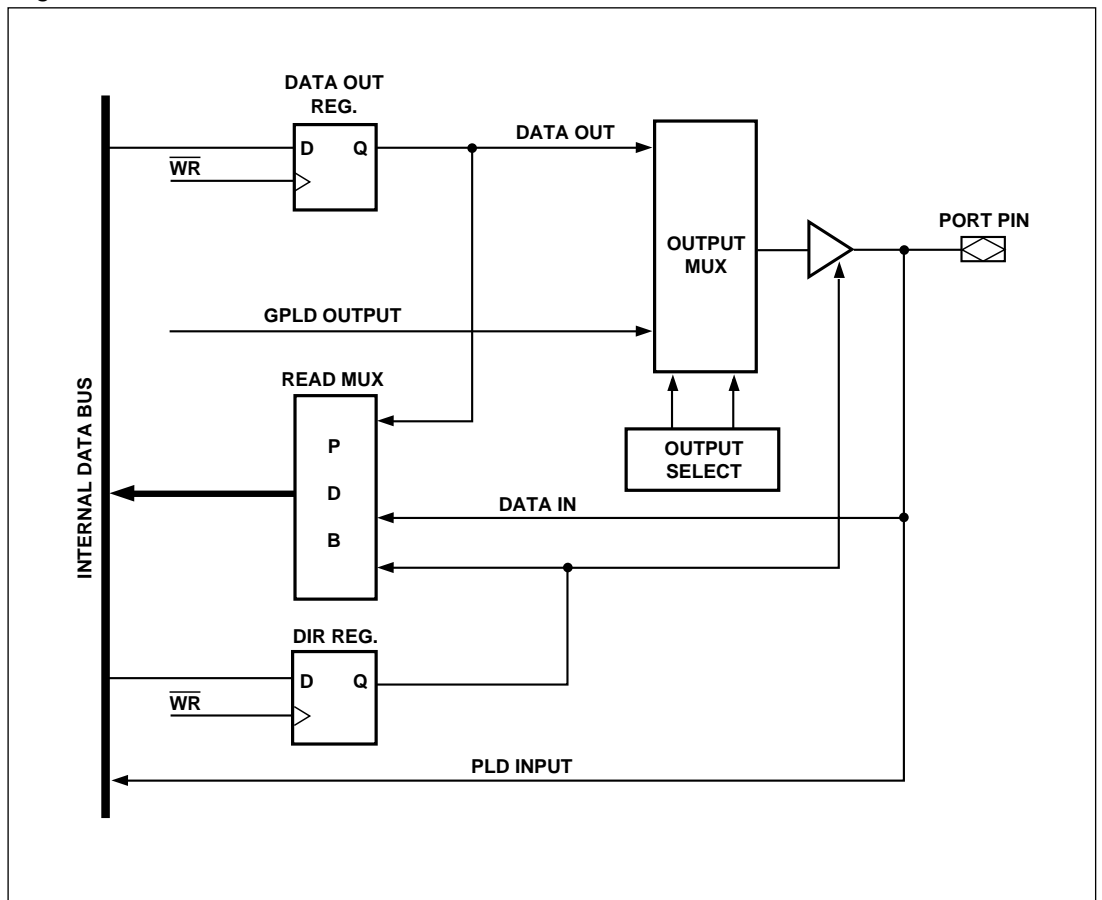 DATA OUT
REG.
D Q
WR
DATA OUT
OUTPUT
MUX
PORT PIN
GPLD OUTPUT
READ MUX
P
D
B
OUTPUT
SELECT
DATA IN
INTERNAL DATA BUS
DIR REG.
D Q
WR
PLD INPUT